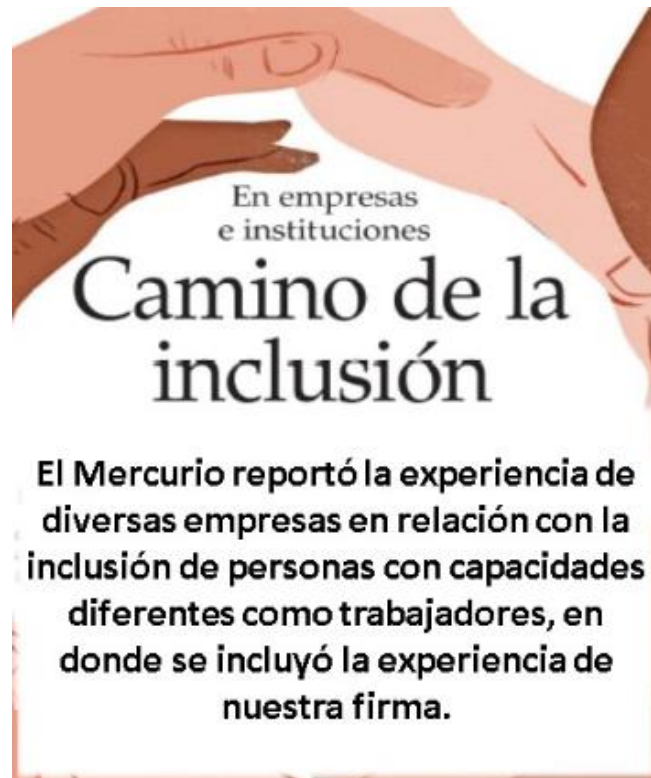 En empresas
e instituciones
Camino de la
inclusión
El Mercurio reportó la experiencia de
diversas empresas en relación con la
inclusión de personas con capacidades
diferentes como trabajadores, en
donde se incluyó la experiencia de
nuestra firma.